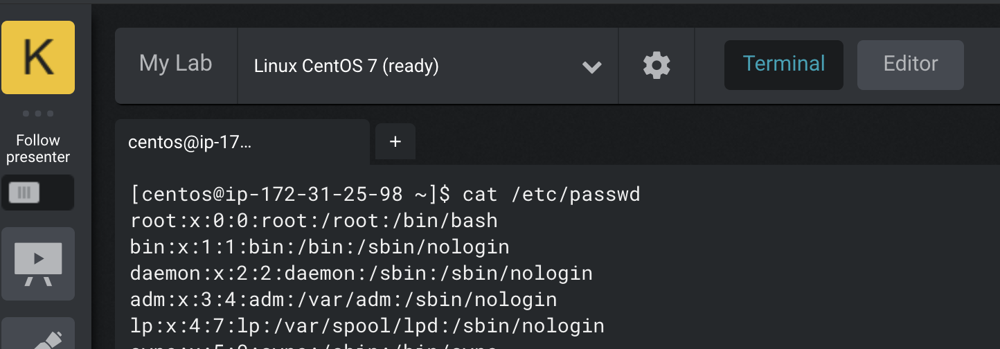 K
Follow
presenter
My Lab
Linux CentOS 7 (ready)
Terminal
Editor
centos@ip-17...
+
[centos@ip-172-31-25-98 ~]$ cat /etc/passwd
root:x:0:0:root:/root:/bin/bash
bin:x:1:1:bin:/bin:/sbin/nologin
daemon:x:2:2:daemon:/sbin:/sbin/nologin
adm:x:3:4:adm:/var/adm:/sbin/nologin
lp:x:4:7:lp:/var/spool/lpd:/sbin/nologin